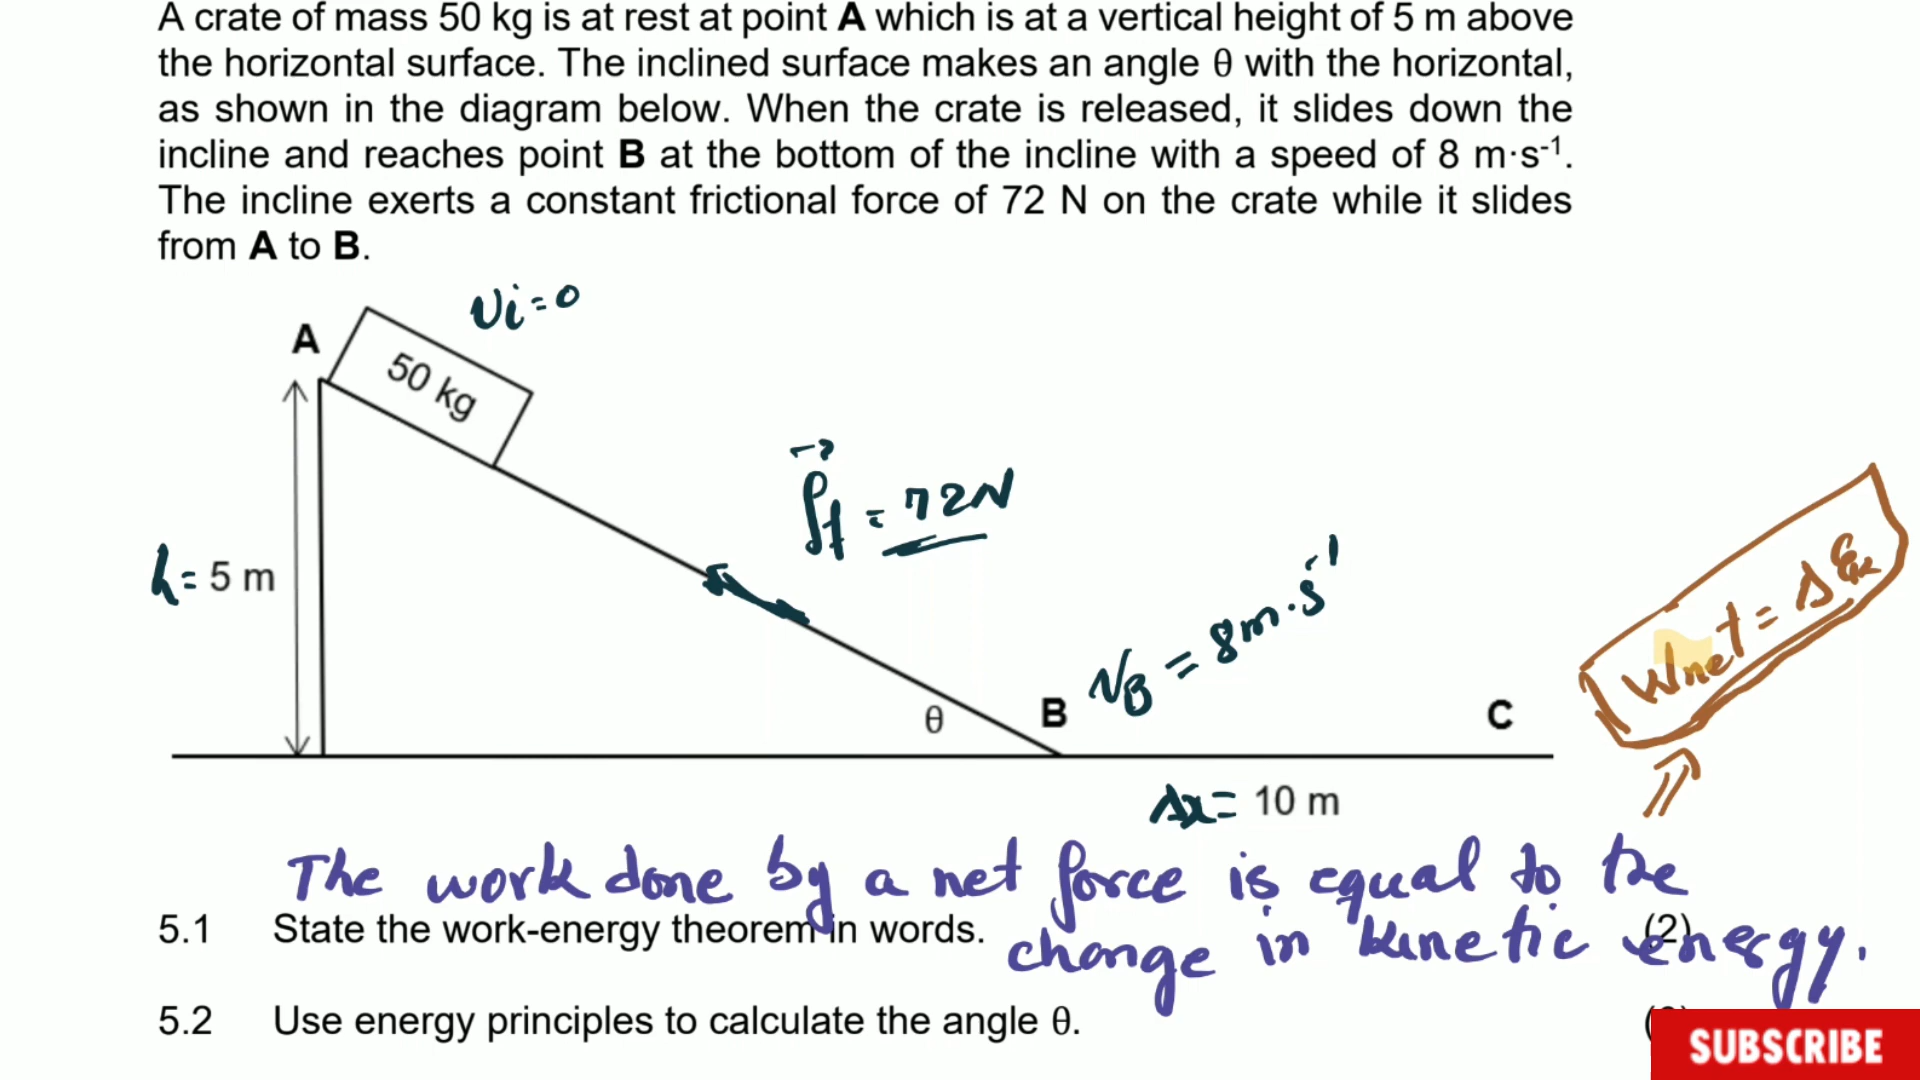 A crate of mass 50 kg is at rest at point A which is at a vertical height of 5 m above
the horizontal surface. The inclined surface makes an angle θ with the horizontal,
as shown in the diagram below. When the crate is released, it slides down the
incline and reaches point B at the bottom of the incline with a speed of 8 m·s⁻¹.
The incline exerts a constant frictional force of 72 N on the crate while it slides
from A to B.
vi=0
A
50 kg
f⃗f = 72N
h = 5 m
vB = 8m·s⁻¹
Wnet = ΔEk
θ
B
C
Δx = 10 m
The work done by a net force is equal to the
5.1 State the work-energy theorem in words. (2)
change in kinetic energy.
5.2 Use energy principles to calculate the angle θ.
SUBSCRIBE